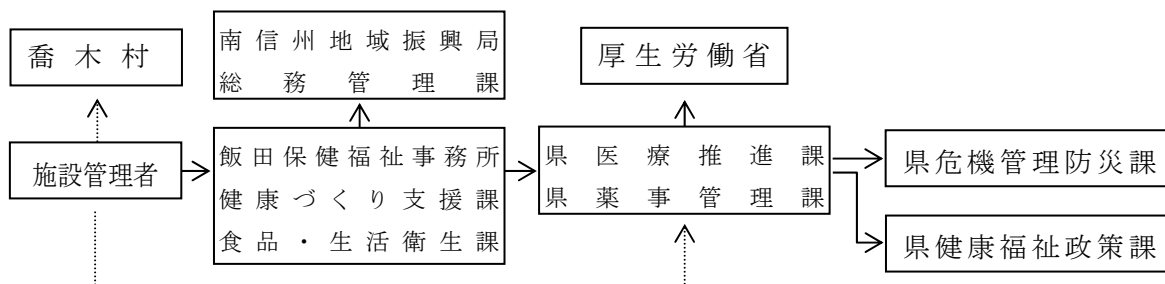 喬木村
南信州地域振興局
総務管理課
厚生労働省
施設管理者
飯田保健福祉事務所
健康づくり支援課
食品・生活衛生課
県医療推進課
県薬事管理課
県危機管理防災課
県健康福祉政策課